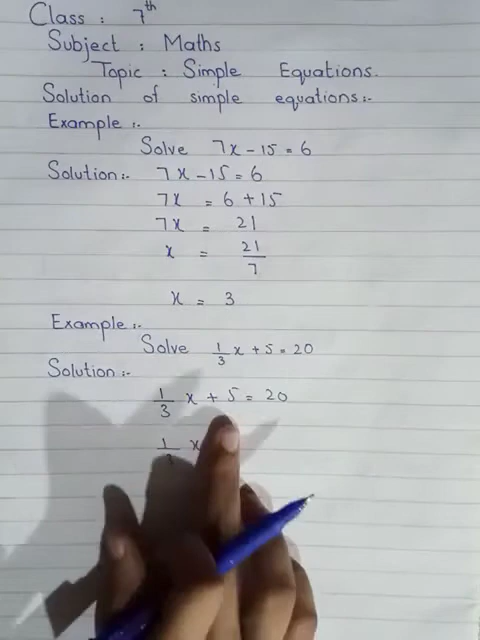 Class : 7th
Subject : Maths
Topic : Simple Equations.
Solution of simple equations:-
Example :-
Solve 7x - 15 = 6
Solution:- 7x - 15 = 6
7x = 6 + 15
7x = 21
x = 21/7
x = 3
Example :-
Solve 1/3 x + 5 = 20
Solution :-
1/3 x + 5 = 20
1/3 x